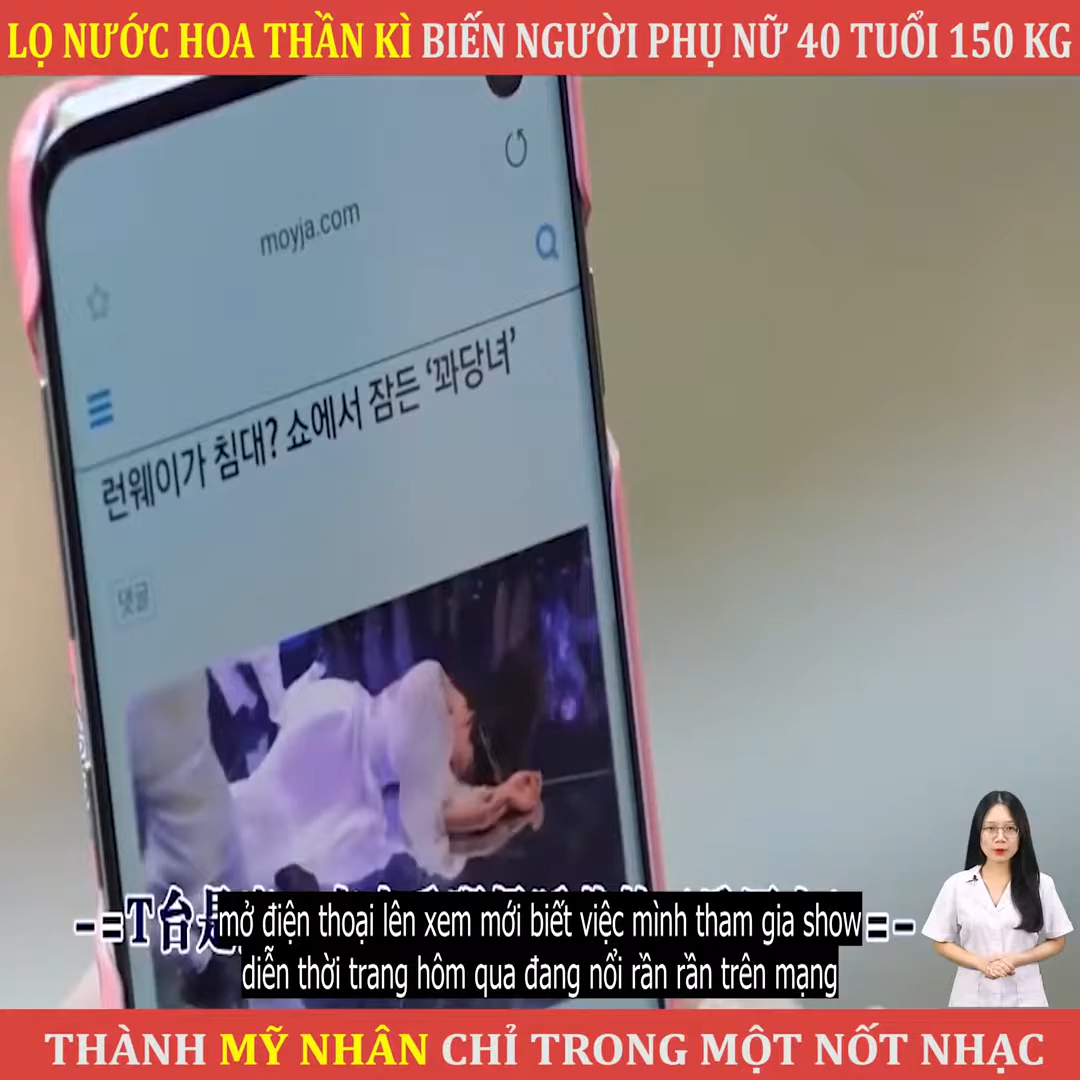 LỌ NƯỚC HOA THẦN KÌ BIẾN NGƯỜI PHỤ NỮ 40 TUỔI 150 KG
moyja.com
런웨이가 침대? 쇼에서 잠든 ‘꽈당녀’
댓글
-=T台是
=-
mở điện thoại lên xem mới biết việc mình tham gia show
diễn thời trang hôm qua đang nổi rần rần trên mạng
THÀNH MỸ NHÂN CHỈ TRONG MỘT NỐT NHẠC